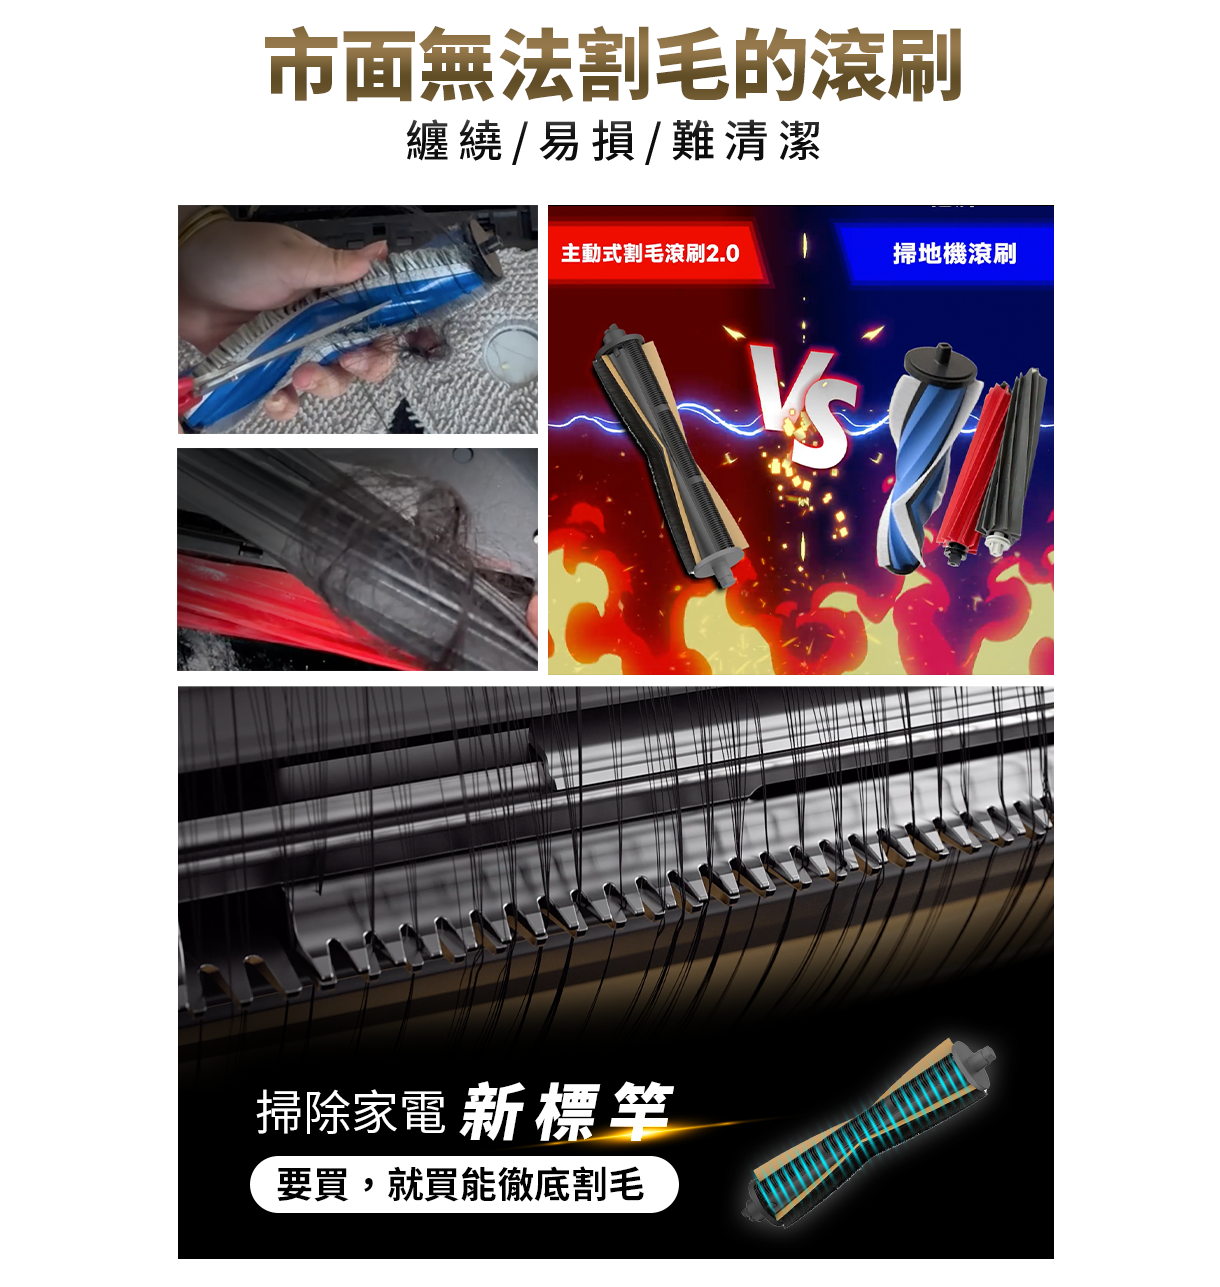 市面無法割毛的滾刷
纏繞/易損/難清潔
主動式割毛滾刷2.0
掃地機滾刷
VS
掃除家電 新標竿
要買，就買能徹底割毛